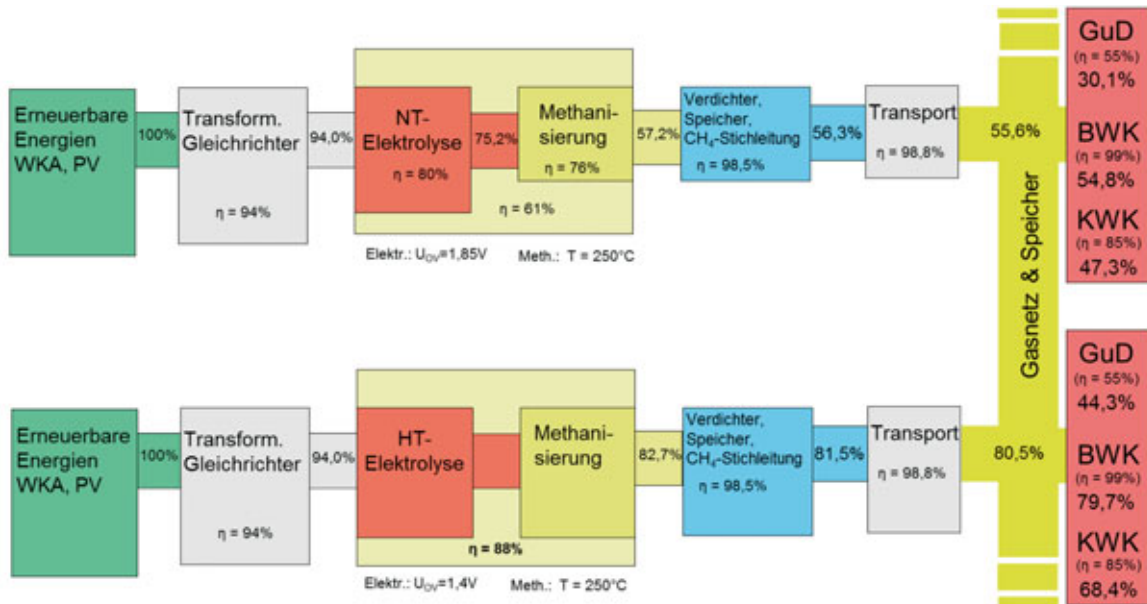 Erneuerbare
Energien
WKA, PV
100%
Transform.
Gleichrichter
η = 94%
94,0%
NT-
Elektrolyse
η = 80%
75,2%
Methani-
sierung
η = 76%
η = 61%
Elektr.: U_OV=1,85V
Meth.: T = 250°C
57,2%
Verdichter,
Speicher,
CH₄-Stichleitung
η = 98,5%
56,3%
Transport
η = 98,8%
55,6%
Gasnetz & Speicher
GuD
(η = 55%)
30,1%
BWK
(η = 99%)
54,8%
KWK
(η = 85%)
47,3%
Erneuerbare
Energien
WKA, PV
100%
Transform.
Gleichrichter
η = 94%
94,0%
HT-
Elektrolyse
Methani-
sierung
η = 88%
Elektr.: U_OV=1,4V
Meth.: T = 250°C
82,7%
Verdichter,
Speicher,
CH₄-Stichleitung
η = 98,5%
81,5%
Transport
η = 98,8%
80,5%
GuD
(η = 55%)
44,3%
BWK
(η = 99%)
79,7%
KWK
(η = 85%)
68,4%